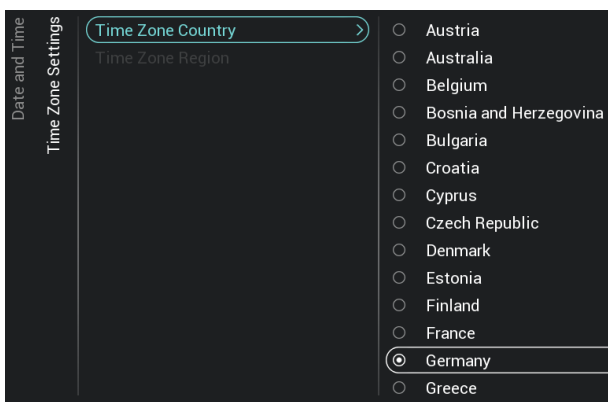 Date and Time
Time Zone Settings
Time Zone Country
Time Zone Region
Austria
Australia
Belgium
Bosnia and Herzegovina
Bulgaria
Croatia
Cyprus
Czech Republic
Denmark
Estonia
Finland
France
Germany
Greece